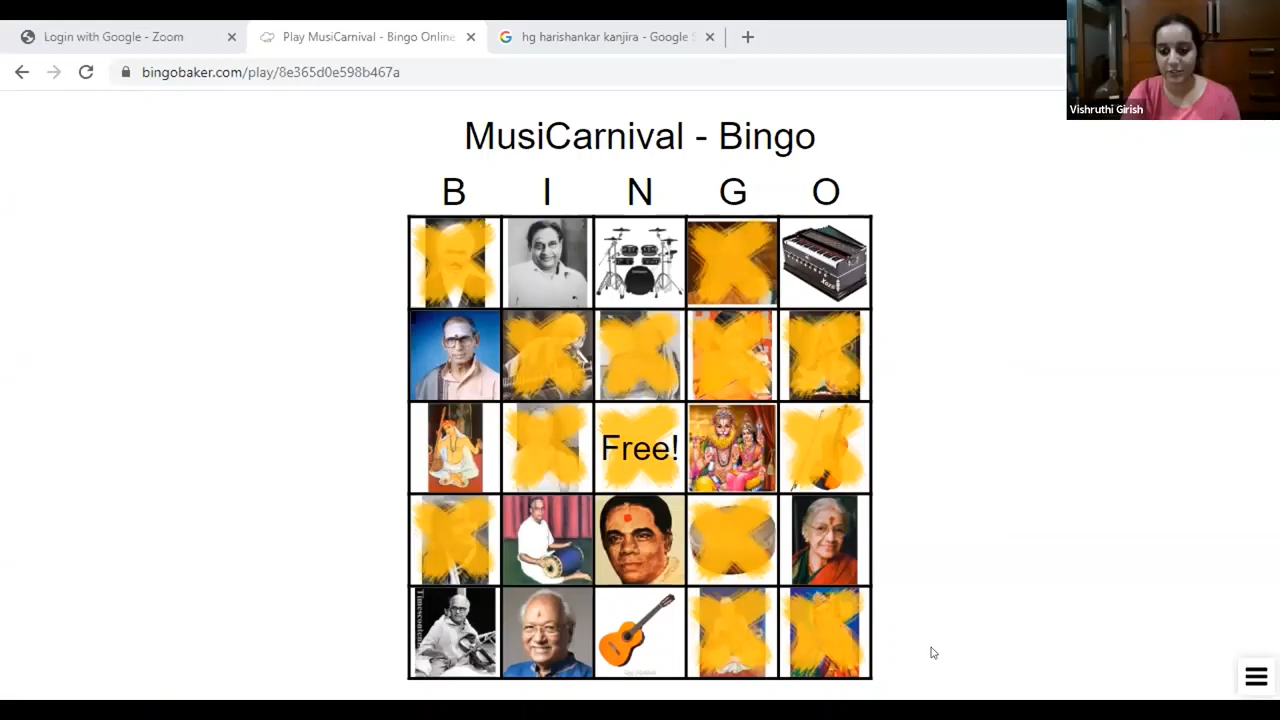 Login with Google - Zoom
Play MusiCarnival - Bingo Online
hg harishankar kanjira - Google
bingobaker.com/play/8e365d0e598b467a
Vishruthi Girish
MusiCarnival - Bingo
B I N G O
Free!